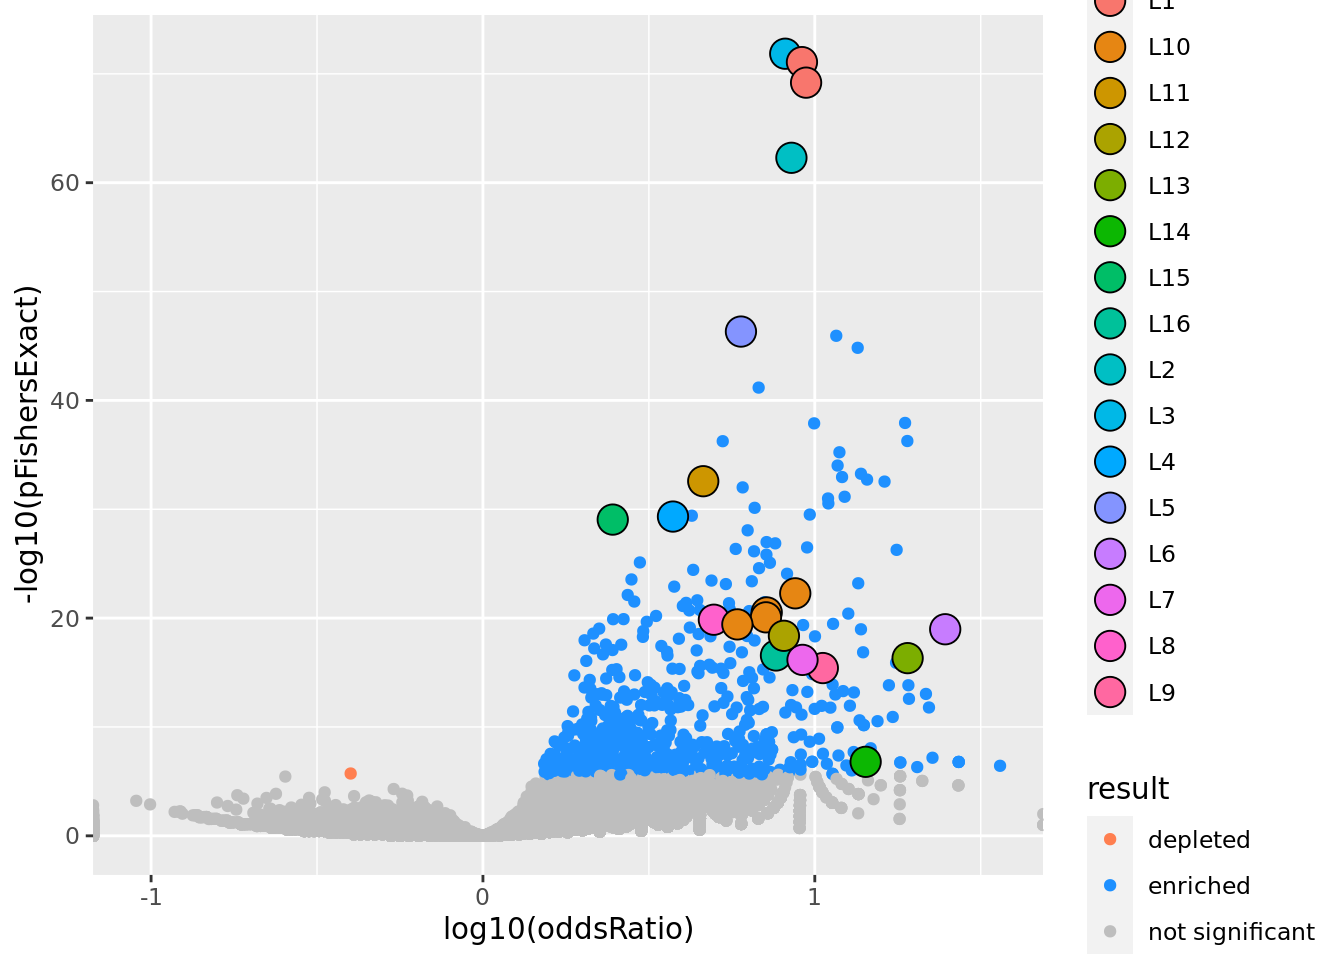 L1
L10
L11
L12
L13
L14
L15
L16
L2
L3
L4
L5
L6
L7
L8
L9
result
depleted
enriched
not significant
-log10(pFishersExact)
60
40
20
0
-1
0
1
log10(oddsRatio)